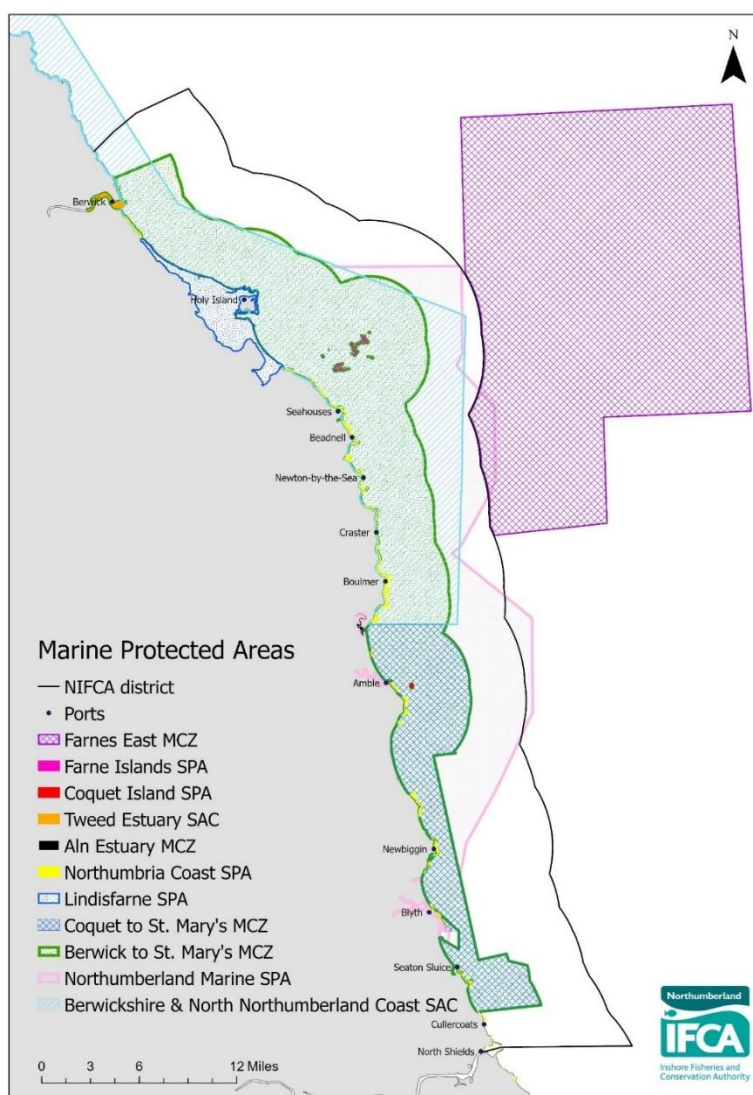 N
Berwick
Holy Island
Seahouses
Beadnell
Newton-by-the-Sea
Craster
Boulmer
Amble
Newbiggin
Blyth
Seaton Sluice
Cullercoats
North Shields
Marine Protected Areas
NIFCA district
Ports
Farnes East MCZ
Farne Islands SPA
Coquet Island SPA
Tweed Estuary SAC
Aln Estuary MCZ
Northumbria Coast SPA
Lindisfarne SPA
Coquet to St. Mary's MCZ
Berwick to St. Mary's MCZ
Northumberland Marine SPA
Berwickshire & North Northumberland Coast SAC
0 3 6 12 Miles
Northumberland
IFCA
Inshore Fisheries and
Conservation Authority